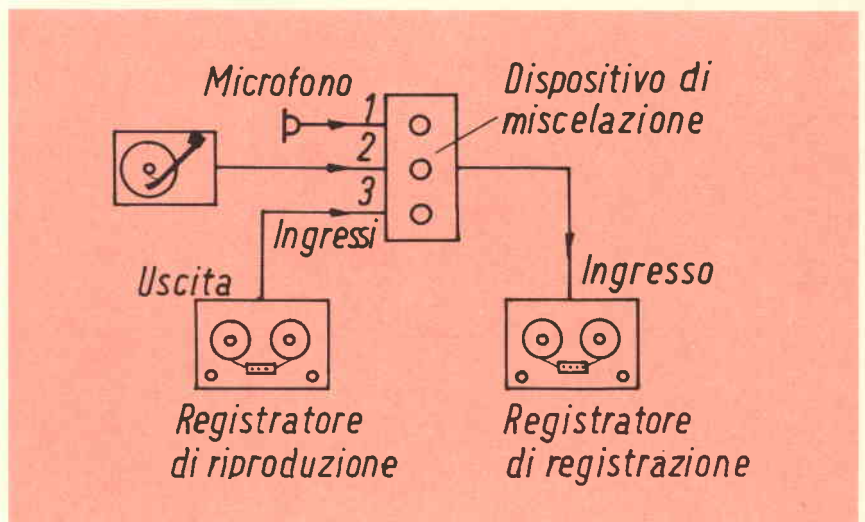 Microfono
Dispositivo di
miscelazione
1
2
3
Ingressi
Uscita
Ingresso
Registratore
di riproduzione
Registratore
di registrazione